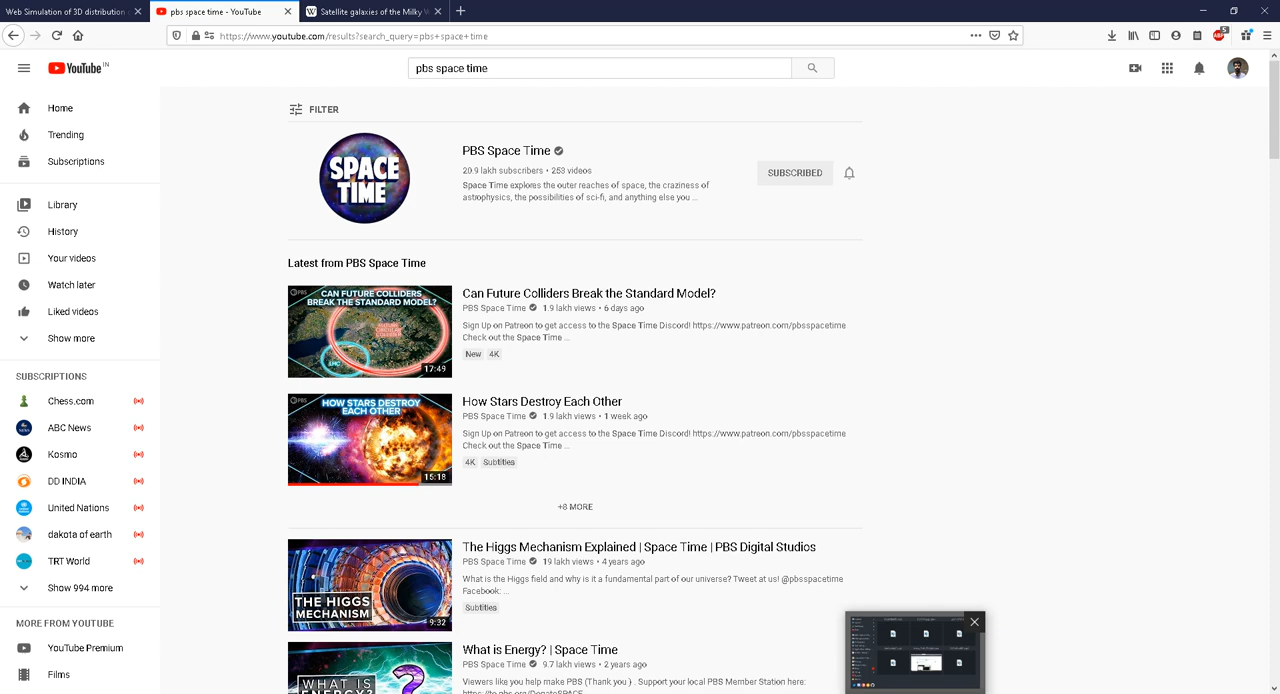 Web Simulation of 3D distribution o
pbs space time - YouTube
Satellite galaxies of the Milky W
https://www.youtube.com/results?search_query=pbs+space+time
YouTube IN
pbs space time
Home
Trending
Subscriptions
Library
History
Your videos
Watch later
Liked videos
Show more
SUBSCRIPTIONS
Chess.com
ABC News
Kosmo
DD INDIA
United Nations
dakota of earth
TRT World
Show 994 more
MORE FROM YOUTUBE
YouTube Premium
Films
FILTER
SPACE
TIME
PBS Space Time
20.9 lakh subscribers • 253 videos
Space Time explores the outer reaches of space, the craziness of
astrophysics, the possibilities of sci-fi, and anything else you ...
SUBSCRIBED
Latest from PBS Space Time
PBS
CAN FUTURE COLLIDERS
BREAK THE STANDARD MODEL?
FUTURE
CIRCULAR
COLLIDER
LHC
17:49
Can Future Colliders Break the Standard Model?
PBS Space Time 1.9 lakh views • 6 days ago
Sign Up on Patreon to get access to the Space Time Discord! https://www.patreon.com/pbsspacetime
Check out the Space Time ...
New 4K
PBS
HOW STARS DESTROY
EACH OTHER
15:18
How Stars Destroy Each Other
PBS Space Time 1.9 lakh views • 1 week ago
Sign Up on Patreon to get access to the Space Time Discord! https://www.patreon.com/pbsspacetime
Check out the Space Time ...
4K Subtitles
+8 MORE
THE HIGGS
MECHANISM
9:32
The Higgs Mechanism Explained | Space Time | PBS Digital Studios
PBS Space Time 19 lakh views • 4 years ago
What is the Higgs field and why is it a fundamental part of our universe? Tweet at us! @pbsspacetime
Facebook: ...
Subtitles
WHAT IS
What is Energy? | Space Time
PBS Space Time 9.7 lakh views • 2 years ago
Viewers like you help make PBS (Thank you ) . Support your local PBS Member Station here: